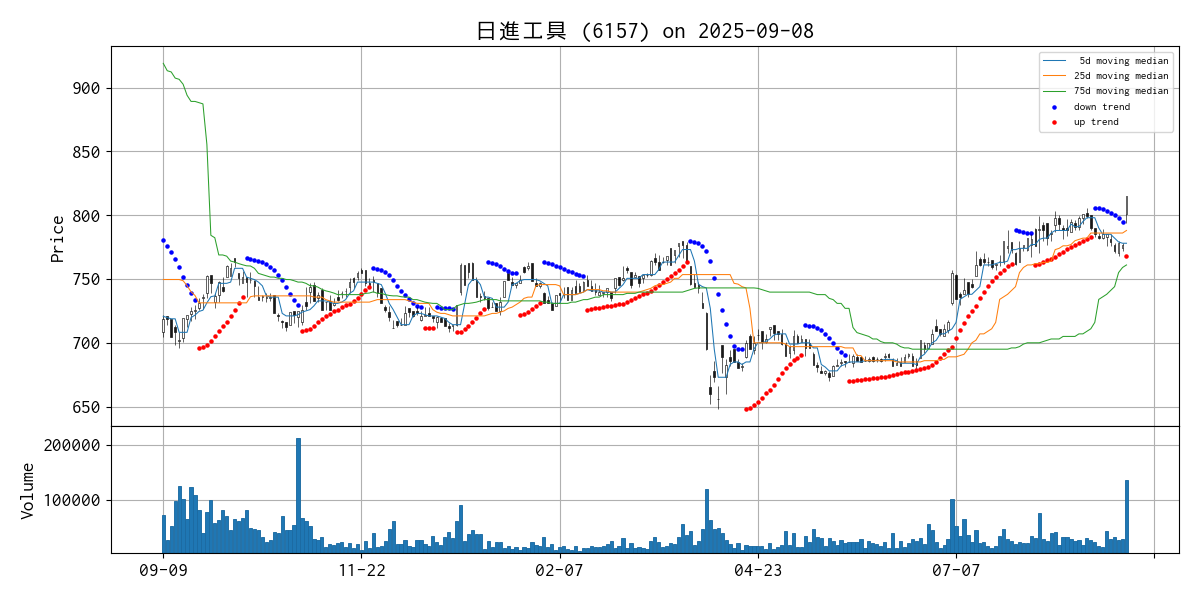 日進工具 (6157) on 2025-09-08
5d moving median
25d moving median
75d moving median
down trend
up trend
Price
900
850
800
750
700
650
Volume
200000
100000
09-09
11-22
02-07
04-23
07-07